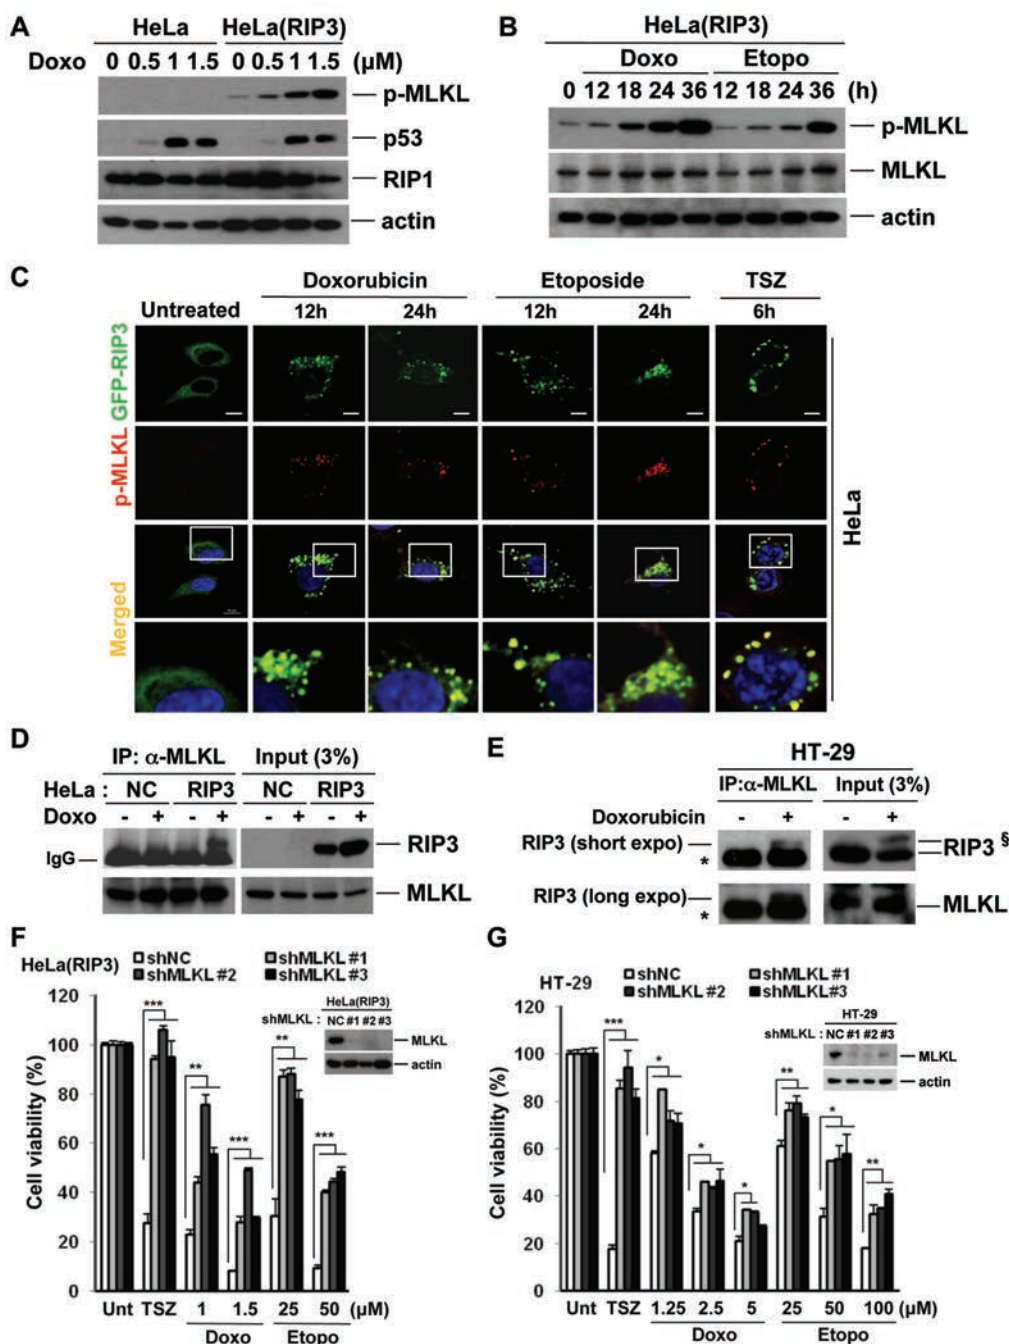 A
HeLa HeLa(RIP3)
Doxo 0 0.5 1 1.5 0 0.5 1 1.5 (µM)
p-MLKL
p53
RIP1
actin
B
HeLa(RIP3)
Doxo Etopo
0 12 18 24 36 12 18 24 36 (h)
p-MLKL
MLKL
actin
C
Doxorubicin Etoposide TSZ
Untreated 12h 24h 12h 24h 6h
GFP-RIP3
p-MLKL
Merged
HeLa
D
IP: α-MLKL Input (3%)
HeLa : NC RIP3 NC RIP3
Doxo - + - + - + - +
IgG RIP3
MLKL
E
HT-29
IP:α-MLKL Input (3%)
Doxorubicin - + - +
RIP3 (short expo) RIP3 §
*
RIP3 (long expo) MLKL
*
F
HeLa(RIP3)
shNC shMLKL #1
shMLKL #2 shMLKL #3
HeLa(RIP3)
shMLKL : NC #1 #2 #3
MLKL
actin
Cell viability (%)
120
100
80
60
40
20
0
*** ** *** ** ***
Unt TSZ 1 1.5 25 50 (µM)
Doxo Etopo
G
HT-29
shNC shMLKL #1
shMLKL #2 shMLKL#3
HT-29
shMLKL : NC #1 #2 #3
MLKL
actin
Cell viability (%)
120
100
80
60
40
20
0
*** * * * ** * **
Unt TSZ 1.25 2.5 5 25 50 100 (µM)
Doxo Etopo